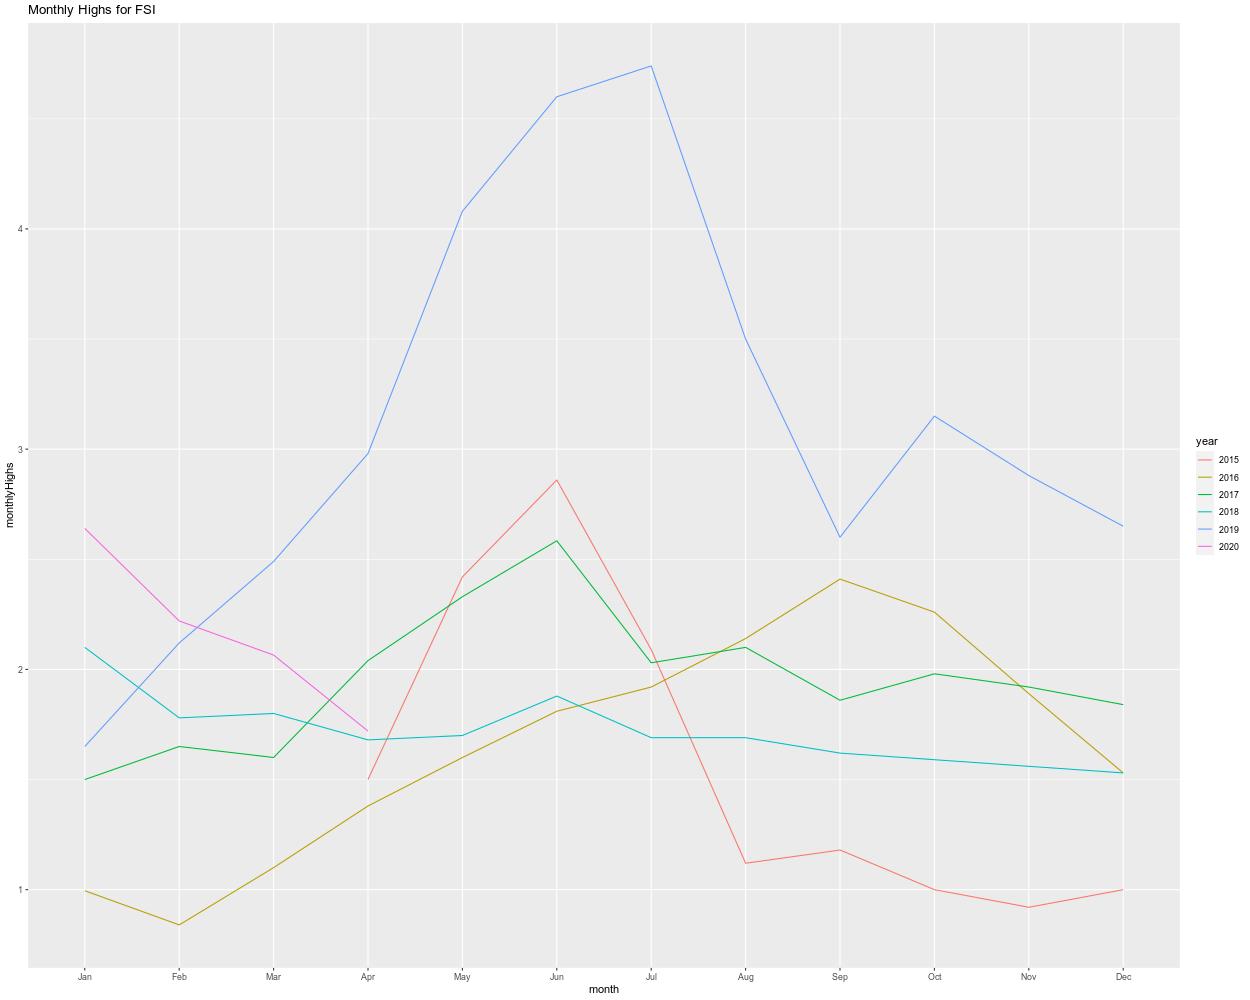 Monthly Highs for FSI
monthlyHighs
4
3
2
1
Jan Feb Mar Apr May Jun Jul Aug Sep Oct Nov Dec
month
year
2015
2016
2017
2018
2019
2020